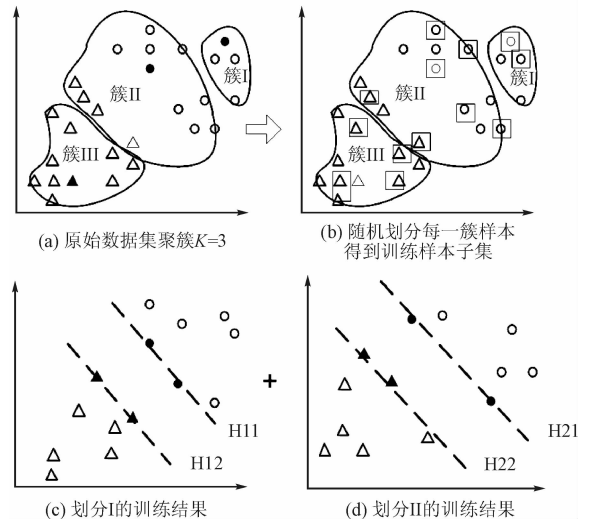 簇II
簇I
簇III
(a) 原始数据集聚簇K=3
簇II
簇I
簇III
(b) 随机划分每一簇样本
得到训练样本子集
H11
H12
(c) 划分I的训练结果
+
H21
H22
(d) 划分II的训练结果